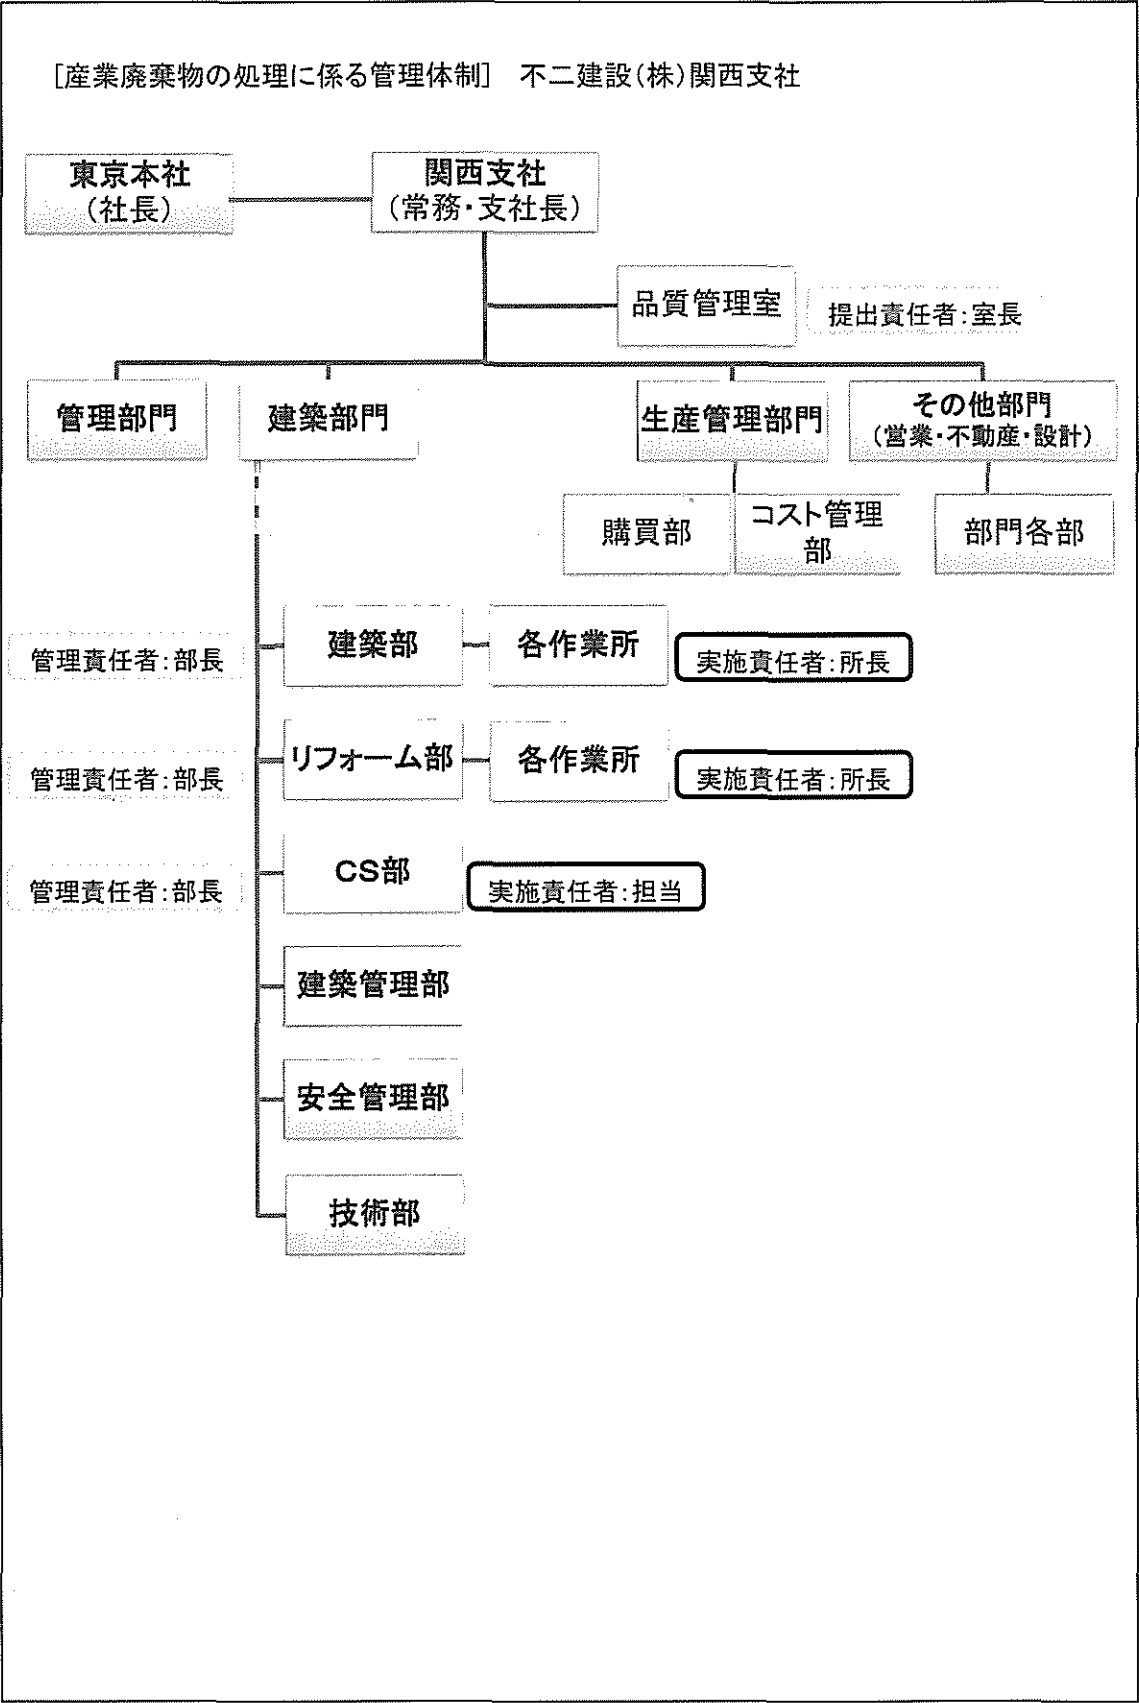 [産業廃棄物の処理に係る管理体制]　不二建設(株)関西支社
東京本社
(社長)
関西支社
(常務・支社長)
品質管理室
提出責任者:室長
管理部門
建築部門
生産管理部門
その他部門
(営業・不動産・設計)
購買部
コスト管理
部
部門各部
管理責任者:部長
建築部
各作業所
実施責任者:所長
管理責任者:部長
リフォーム部
各作業所
実施責任者:所長
管理責任者:部長
CS部
実施責任者:担当
建築管理部
安全管理部
技術部